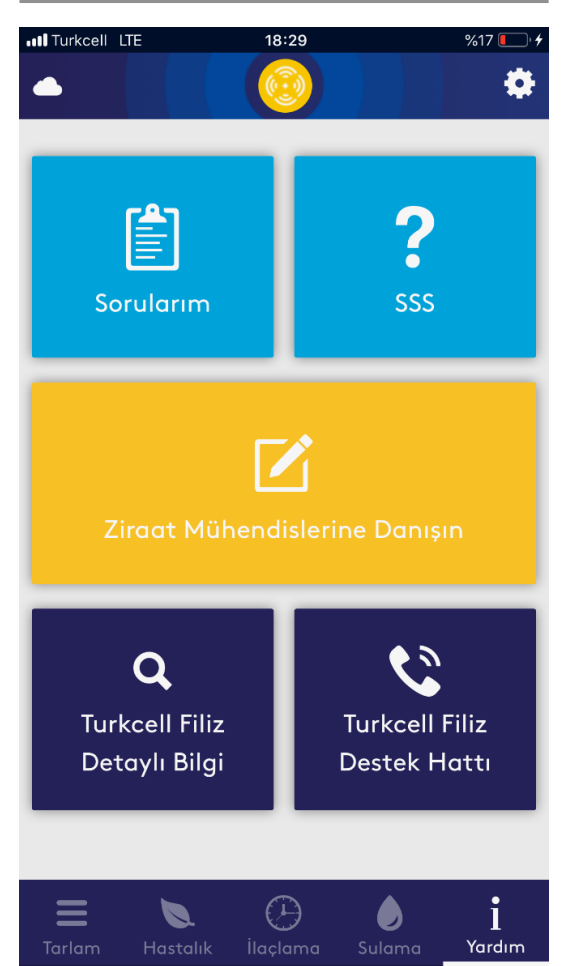 Turkcell LTE 18:29 %17
Sorularım
SSS
Ziraat Mühendislerine Danışın
Turkcell Filiz
Detaylı Bilgi
Turkcell Filiz
Destek Hattı
Tarlam Hastalık İlaçlama Sulama Yardım